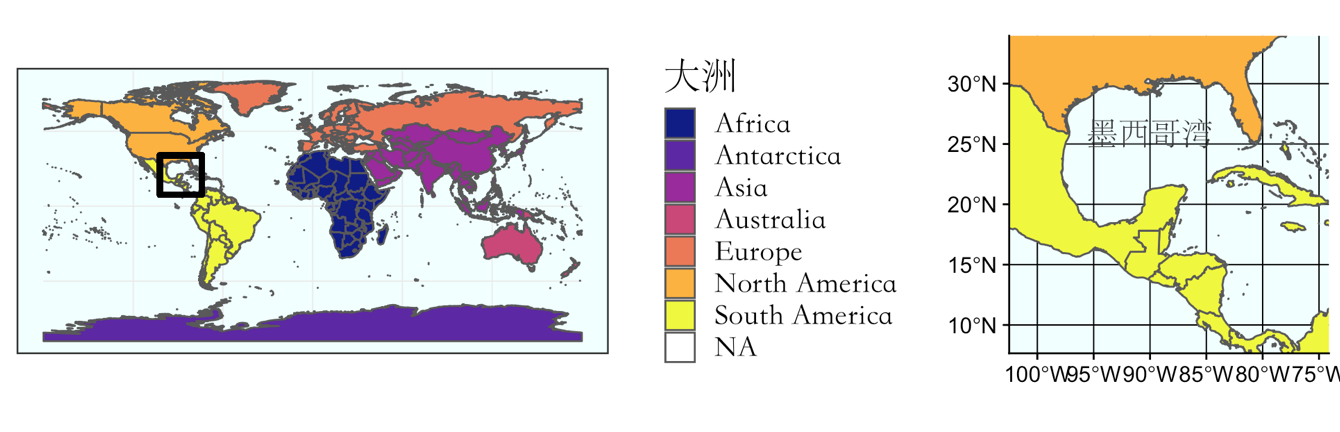 大洲
Africa
Antarctica
Asia
Australia
Europe
North America
South America
NA
30°N
25°N
20°N
15°N
10°N
墨西哥湾
100°W
95°W
90°W
85°W
80°W
75°W